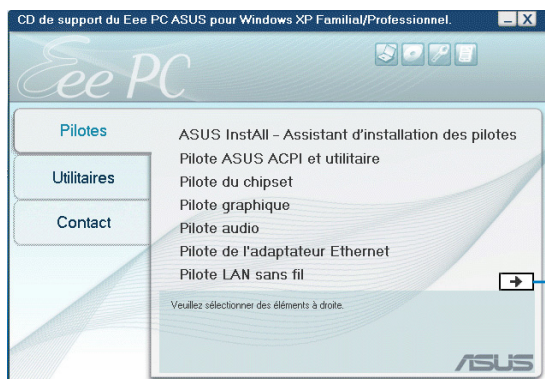 CD de support du Eee PC ASUS pour Windows XP Familial/Professionnel.
Eee PC
Pilotes
Utilitaires
Contact
ASUS InstAll - Assistant d'installation des pilotes
Pilote ASUS ACPI et utilitaire
Pilote du chipset
Pilote graphique
Pilote audio
Pilote de l'adaptateur Ethernet
Pilote LAN sans fil
Veuillez sélectionner des éléments à droite.
ASUS